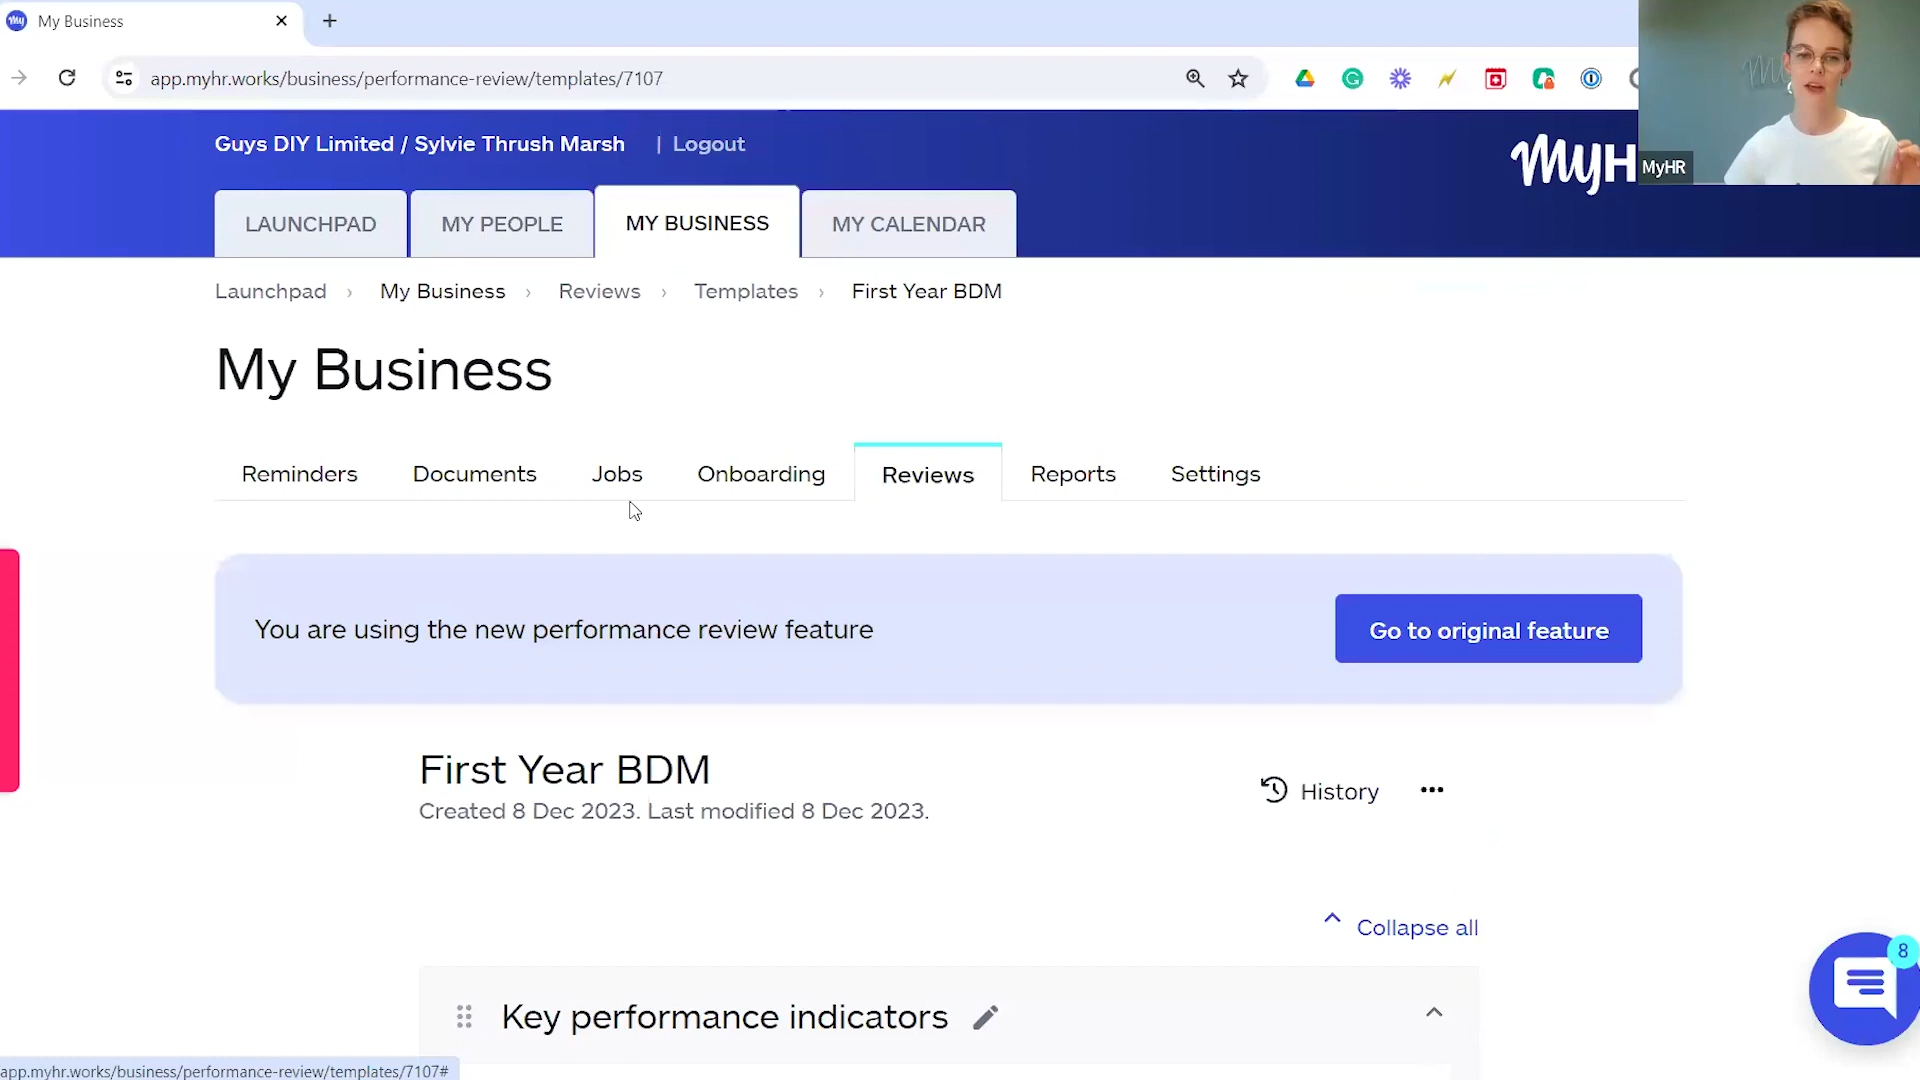 My Business
app.myhr.works/business/performance-review/templates/7107
Guys DIY Limited / Sylvie Thrush Marsh | Logout
MyH
MyHR
LAUNCHPAD
MY PEOPLE
MY BUSINESS
MY CALENDAR
Launchpad › My Business › Reviews › Templates › First Year BDM
My Business
Reminders
Documents
Jobs
Onboarding
Reviews
Reports
Settings
You are using the new performance review feature
Go to original feature
First Year BDM
Created 8 Dec 2023. Last modified 8 Dec 2023.
History
Collapse all
8
Key performance indicators
app.myhr.works/business/performance-review/templates/7107#